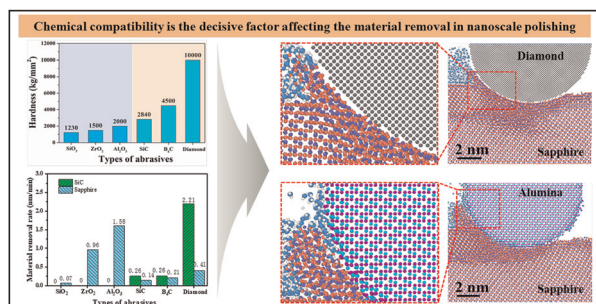 Chemical compatibility is the decisive factor affecting the material removal in nanoscale polishing
Hardness (kg/mm²)
12000
10000
8000
6000
4000
2000
0
1230
1500
2000
2840
4500
10000
SiO₂
ZrO₂
Al₂O₃
SiC
B₄C
Diamond
Types of abrasives
Material removal rate (nm/min)
3.0
2.5
2.0
1.5
1.0
0.5
0.0
SiC
Sapphire
0
0.07
0
0.96
0
1.58
0.26
0.14
0.26
0.21
2.21
0.41
SiO₂
ZrO₂
Al₂O₃
SiC
B₄C
Diamond
Types of abrasives
Diamond
2 nm
Sapphire
Alumina
2 nm
Sapphire